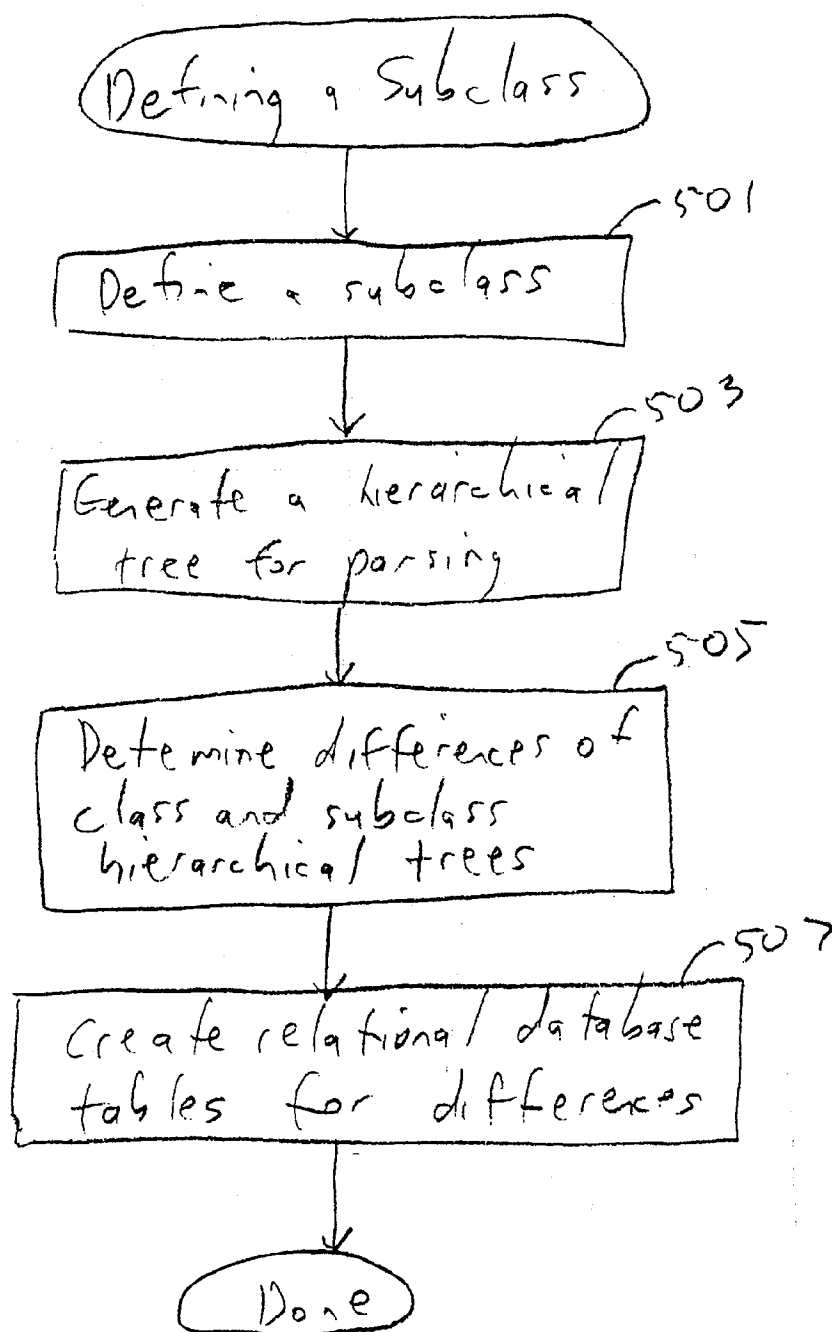 Defining a Subclass
501
Define a subclass
503
Generate a hierarchical
tree for parsing
505
Detemine differences of
class and subclass
hierarchical trees
507
Create relational database
tables for differences
Done